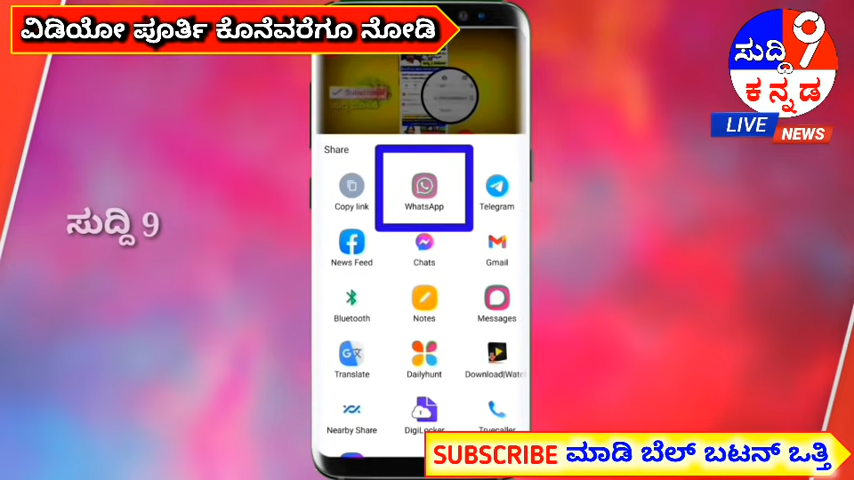 ವಿಡಿಯೋ ಪೂರ್ತಿ ಕೊನೆವರೆಗೂ ನೋಡಿ
ಸುದ್ದಿ 9
ಕನ್ನಡ
LIVE NEWS
ಸುದ್ದಿ 9
Share
Copy link WhatsApp Telegram
News Feed Chats Gmail
Bluetooth Notes Messages
Translate Dailyhunt Download|Wat
Nearby Share DigiLocker Truecaller
SUBSCRIBE ಮಾಡಿ ಬೆಲ್ ಬಟನ್ ಒತ್ತಿ